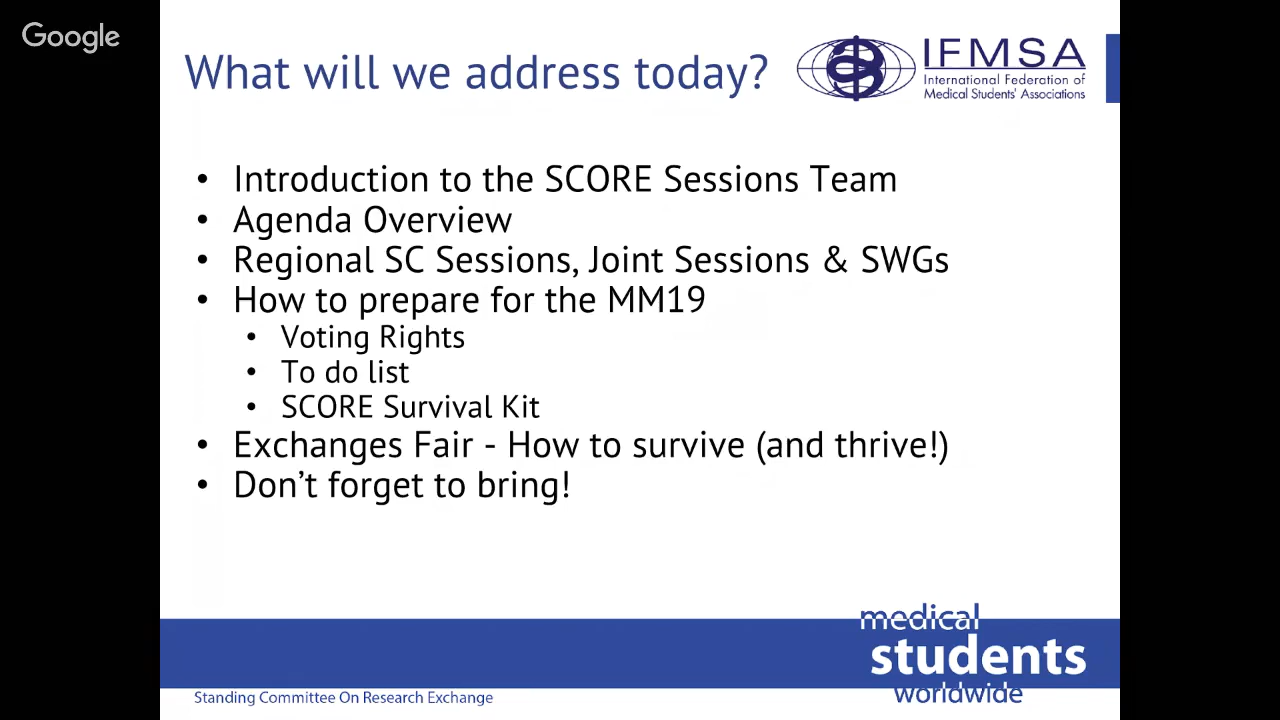 Google
What will we address today?
IFMSA
International Federation of
Medical Students' Associations
• Introduction to the SCORE Sessions Team
• Agenda Overview
• Regional SC Sessions, Joint Sessions & SWGs
• How to prepare for the MM19
• Voting Rights
• To do list
• SCORE Survival Kit
• Exchanges Fair - How to survive (and thrive!)
• Don’t forget to bring!
medical
students
worldwide
Standing Committee On Research Exchange